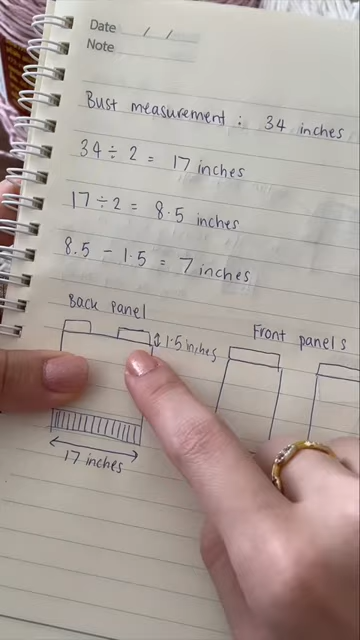 Date / /
Note
Bust measurement : 34 inches
34 ÷ 2 = 17 inches
17 ÷ 2 = 8.5 inches
8.5 - 1.5 = 7 inches
Back panel
1.5 inches
Front panels
17 inches